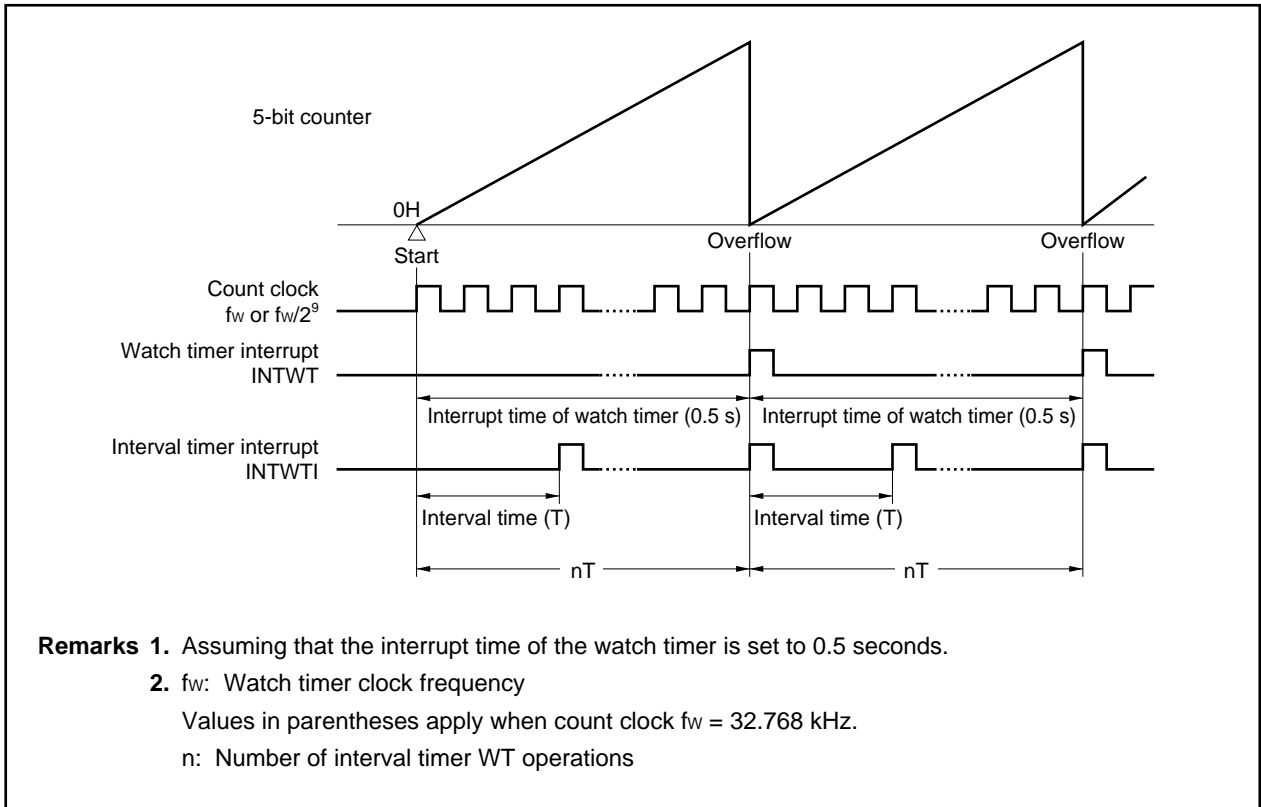 5-bit counter
0H
Start
Overflow
Overflow
Count clock
fw or fw/2⁹
Watch timer interrupt
INTWT
Interrupt time of watch timer (0.5 s)
Interrupt time of watch timer (0.5 s)
Interval timer interrupt
INTWTI
Interval time (T)
Interval time (T)
nT
nT
Remarks 1. Assuming that the interrupt time of the watch timer is set to 0.5 seconds.
2. fw: Watch timer clock frequency
Values in parentheses apply when count clock fw = 32.768 kHz.
n: Number of interval timer WT operations